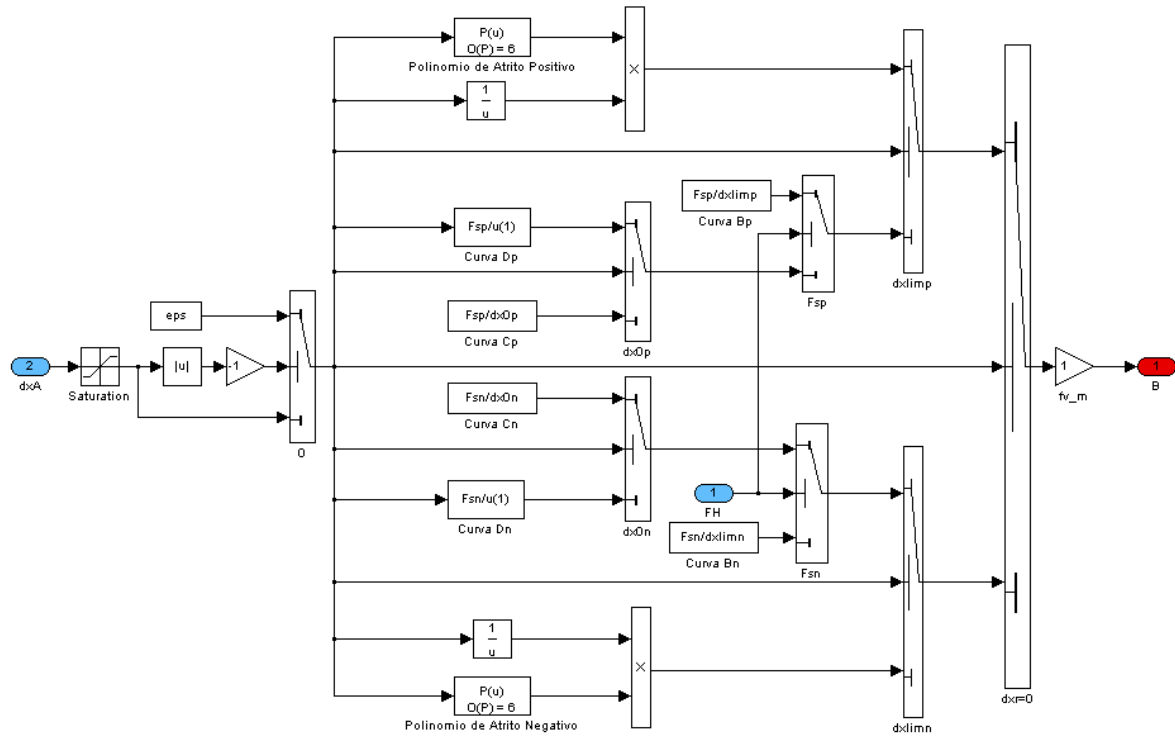 P(u)
O(P) = 6
Polinomio de Atrito Positivo
×
1
u
Fsp/dxlimp
Curva Bp
Fsp/u(1)
Curva Dp
Fsp
dxlimp
eps
Fsp/dx0p
Curva Cp
dx0p
2
dxA
Saturation
|u|
-1
0
1
fv_m
1
B
Fsn/dx0n
Curva Cn
Fsn/u(1)
Curva Dn
dx0n
1
FH
Fsn/dxlimn
Curva Bn
Fsn
1
u
×
P(u)
O(P) = 6
Polinomio de Atrito Negativo
dxlimn
dxr=0